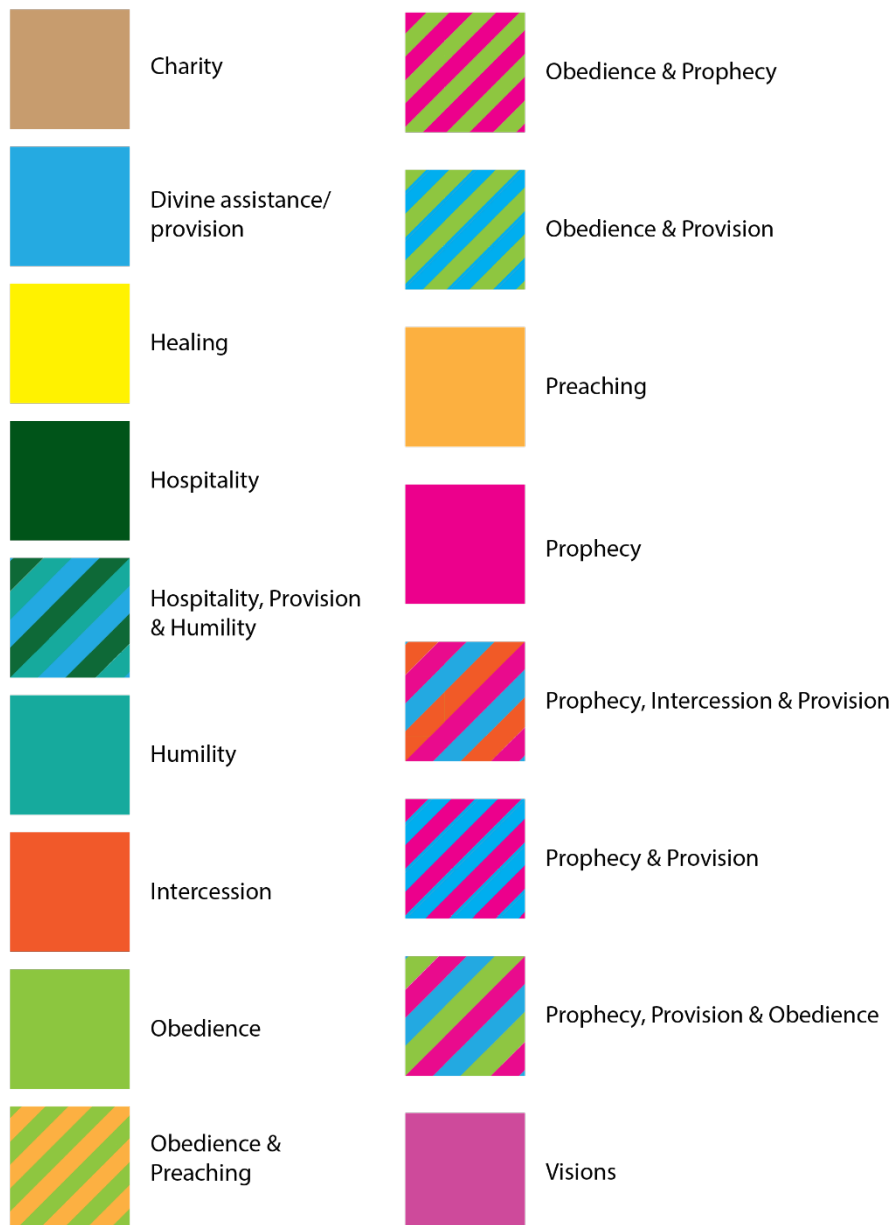 Charity
Divine assistance/
provision
Healing
Hospitality
Hospitality, Provision
& Humility
Humility
Intercession
Obedience
Obedience &
Preaching
Obedience & Prophecy
Obedience & Provision
Preaching
Prophecy
Prophecy, Intercession & Provision
Prophecy & Provision
Prophecy, Provision & Obedience
Visions